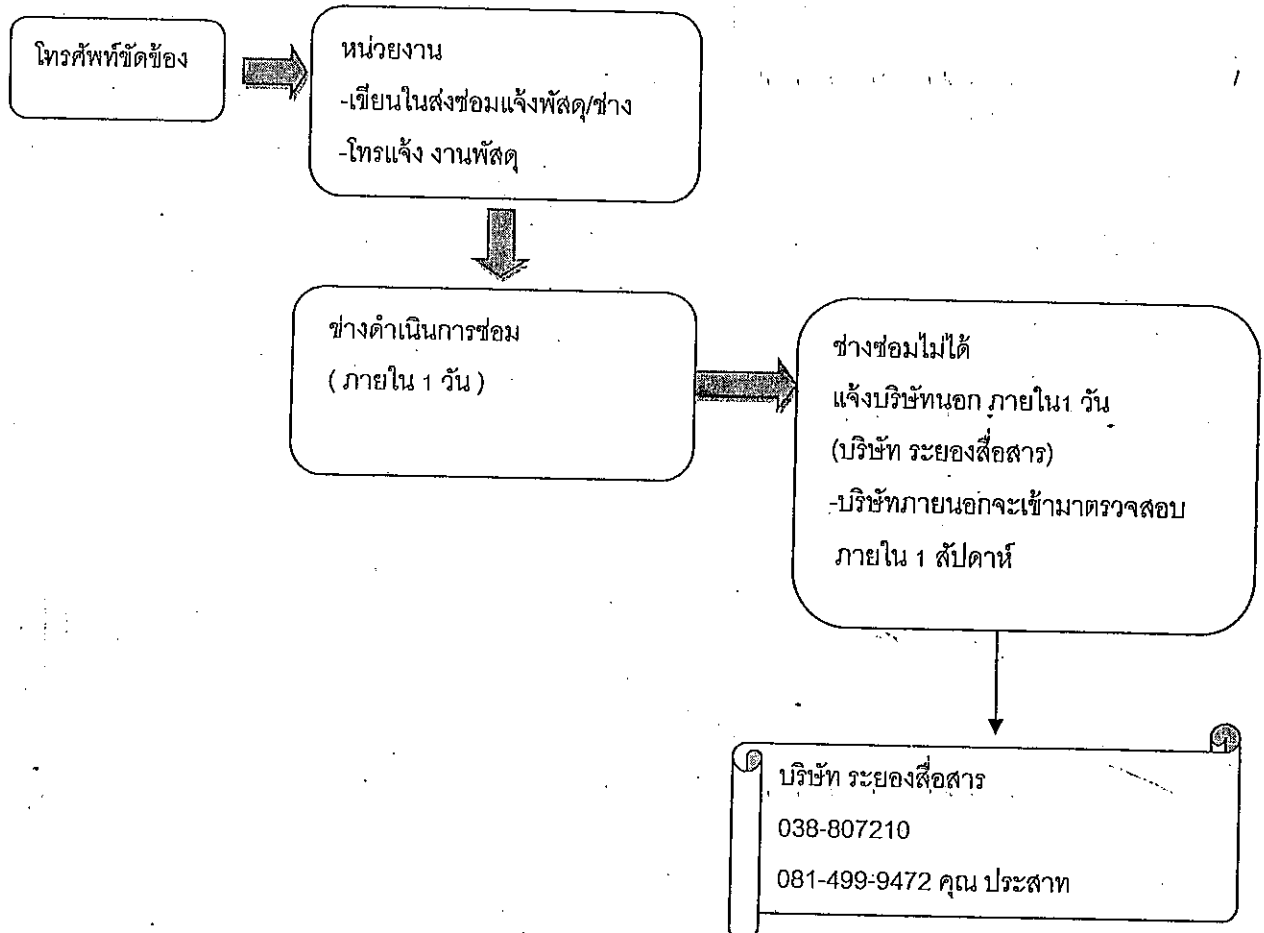 โทรศัพท์ขัดข้อง
หน่วยงาน
-เขียนในส่งซ่อมแจ้งพัสดุ/ช่าง
-โทรแจ้ง งานพัสดุ
ช่างดำเนินการซ่อม
( ภายใน 1 วัน )
ช่างซ่อมไม่ได้
แจ้งบริษัทนอก ภายใน1 วัน
(บริษัท ระยองสื่อสาร)
-บริษัทภายนอกจะเข้ามาตรวจสอบ
ภายใน 1 สัปดาห์
บริษัท ระยองสื่อสาร
038-807210
081-499-9472 คุณ ประสาท